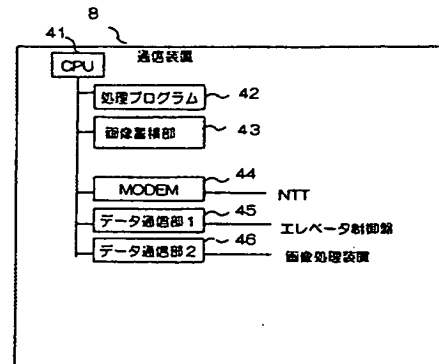 8
41
通信装置
CPU
処理プログラム 42
画像蓄積部 43
44
MODEM
NTT
45
データ通信部1
エレベータ制御盤
46
データ通信部2
画像処理装置